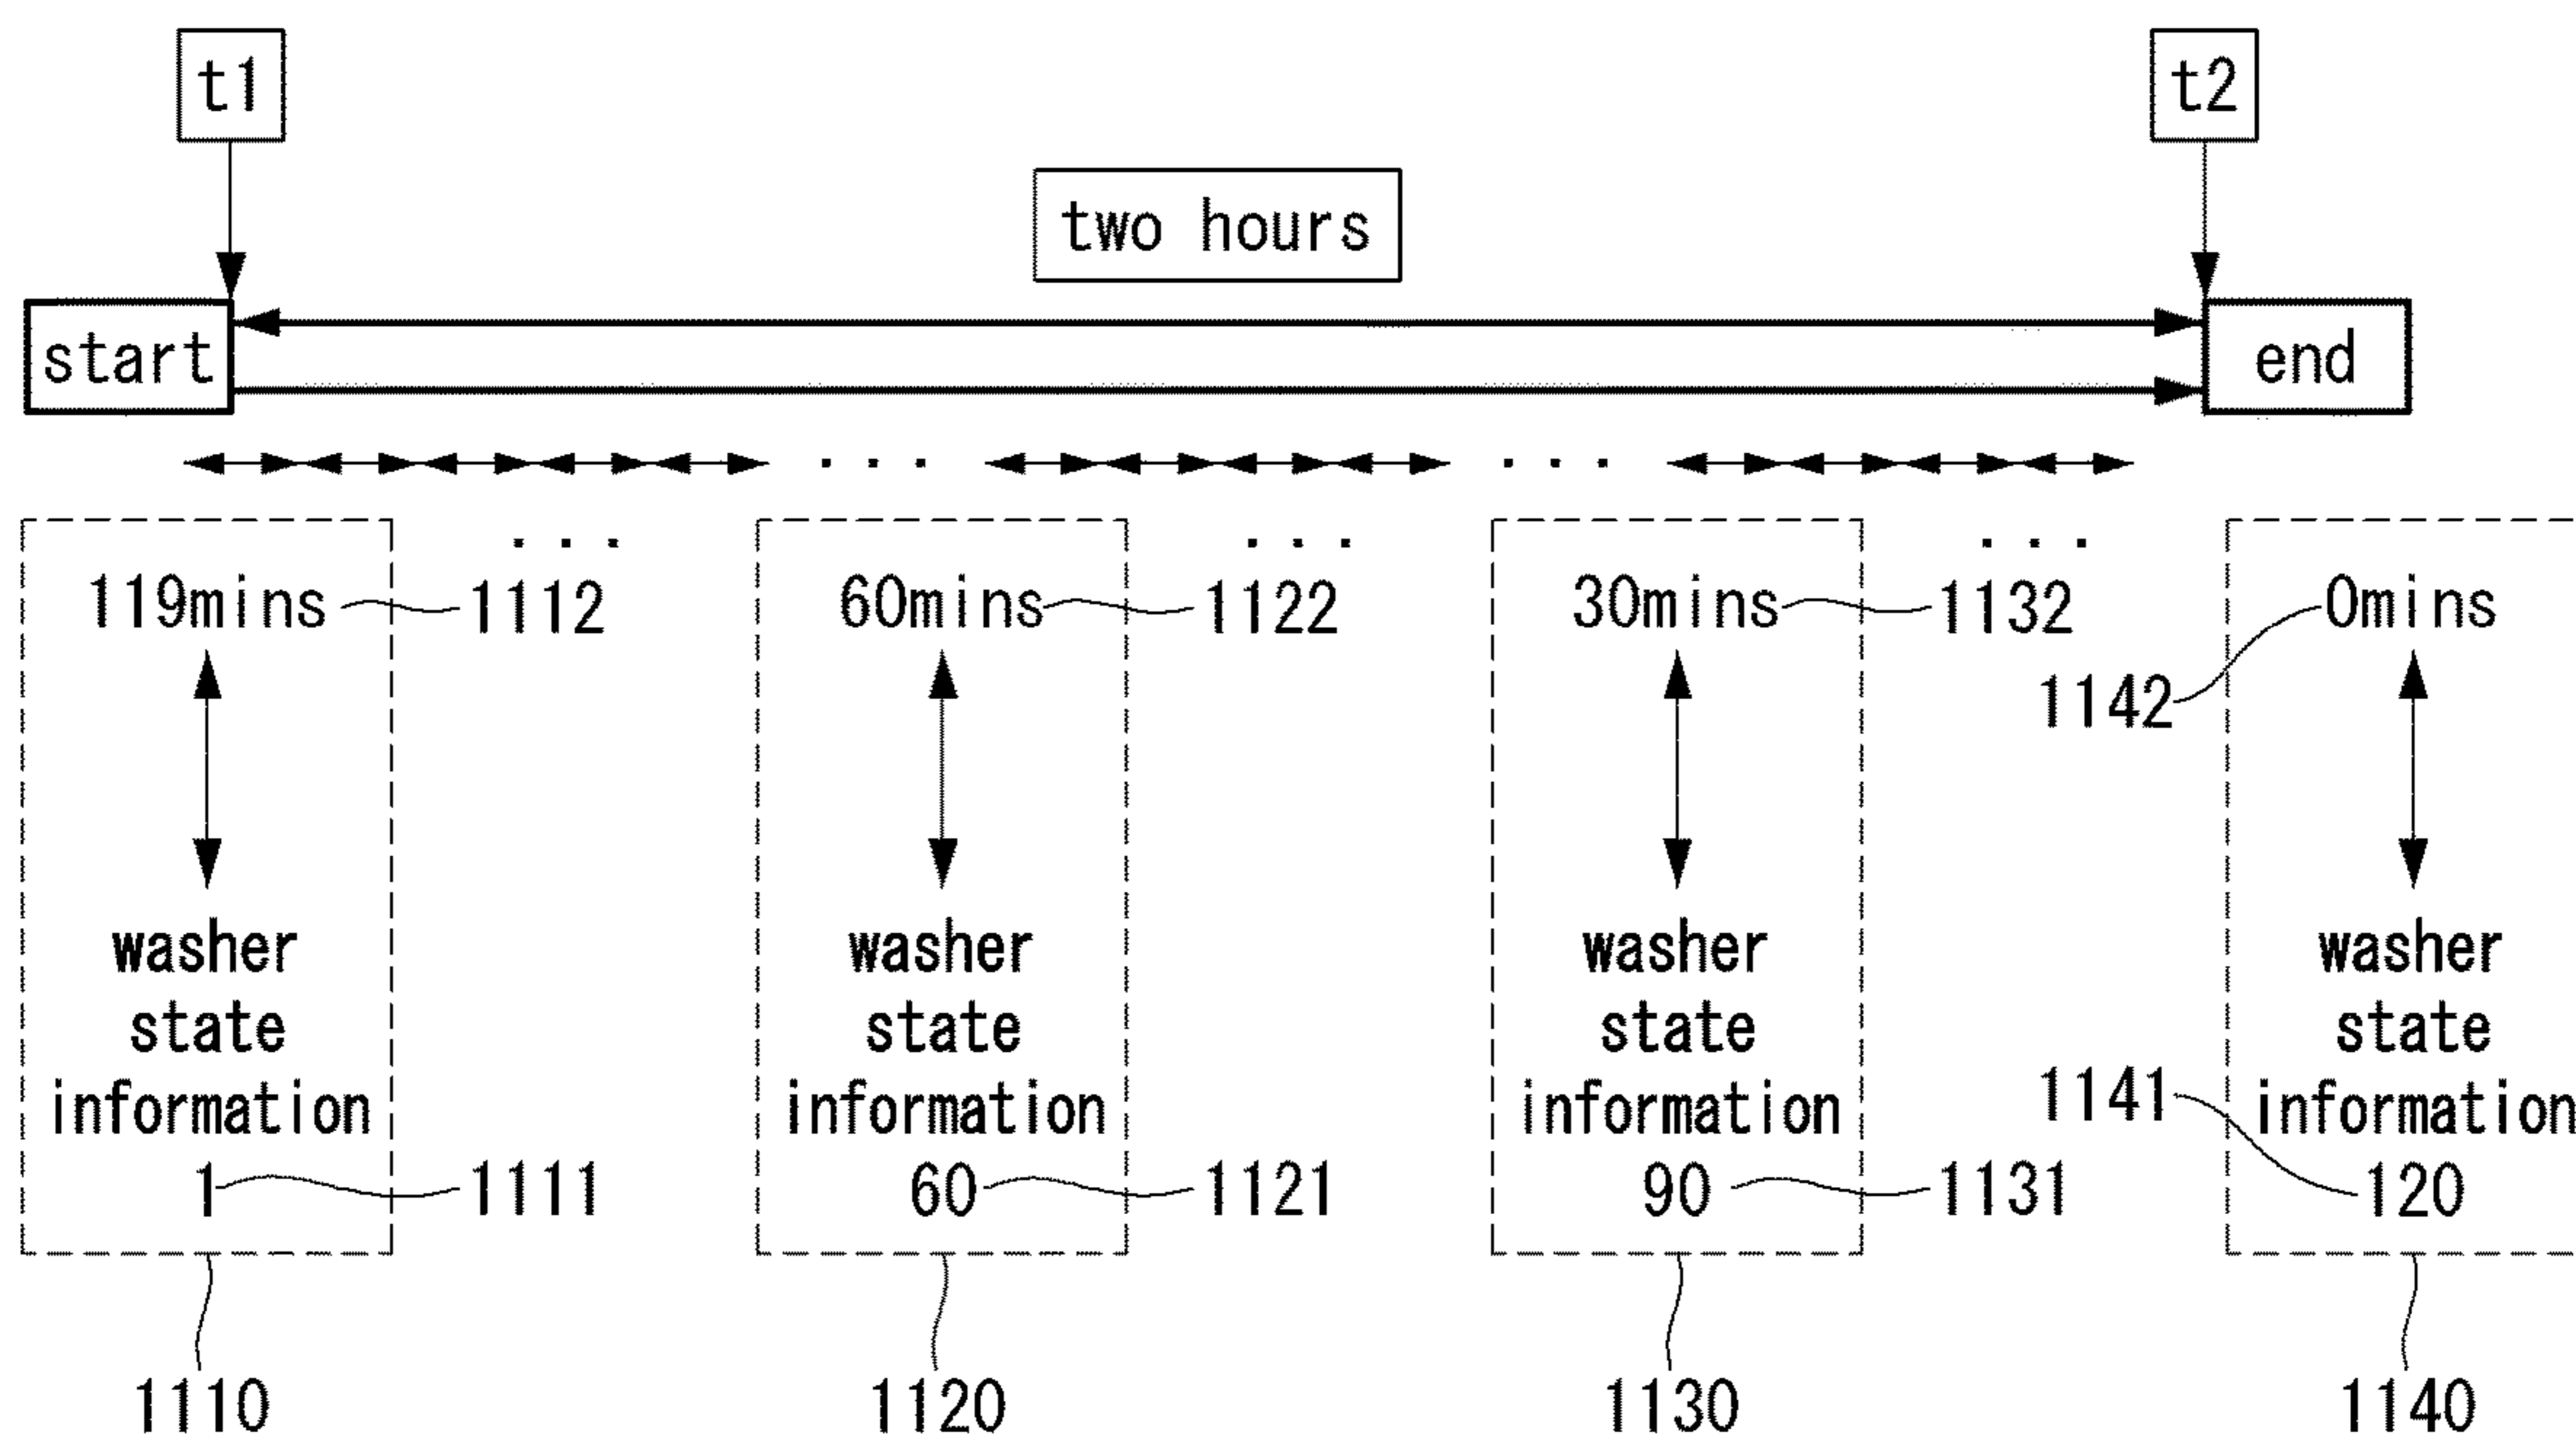 t1
t2
two hours
start
end
. . .
. . .
. . .
. . .
. . .
119mins
1112
60mins
1122
30mins
1132
0mins
1142
washer
state
information
1
1111
washer
state
information
60
1121
washer
state
information
90
1131
washer
state
information
120
1141
1110
1120
1130
1140